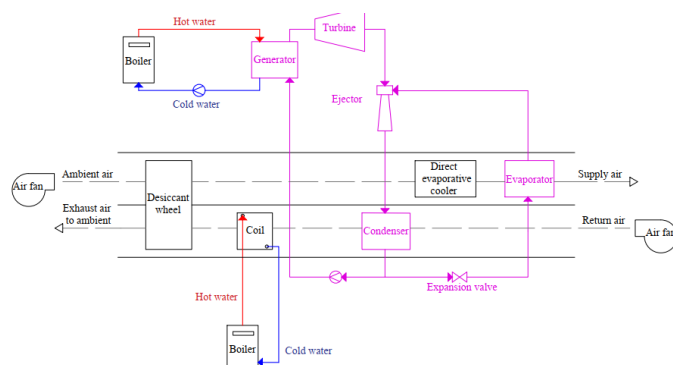 Hot water
Turbine
Boiler
Generator
Ejector
Cold water
Air fan
Ambient air
Desiccant
wheel
Direct
evaporative
cooler
Evaporator
Supply air
Exhaust air
to ambient
Coil
Condenser
Return air
Air fan
Hot water
Expansion valve
Boiler
Cold water